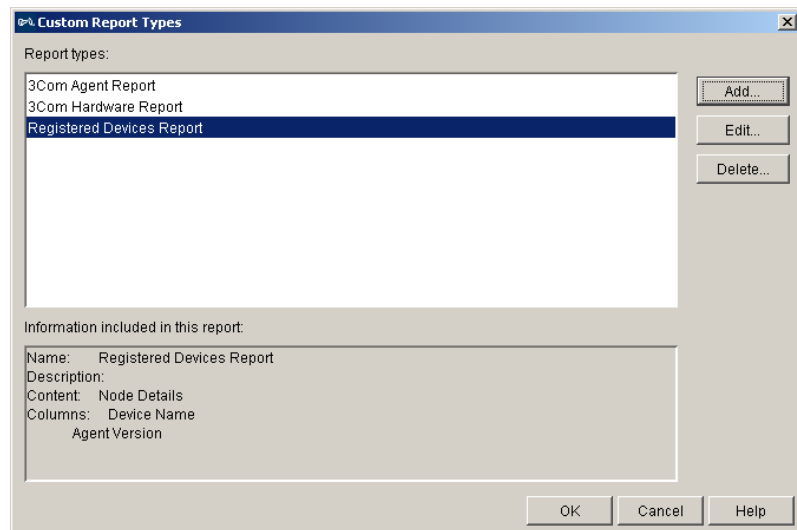 Custom Report Types
Report types:
3Com Agent Report
3Com Hardware Report
Registered Devices Report
Add...
Edit...
Delete...
Information included in this report:
Name: Registered Devices Report
Description:
Content: Node Details
Columns: Device Name
Agent Version
OK Cancel Help